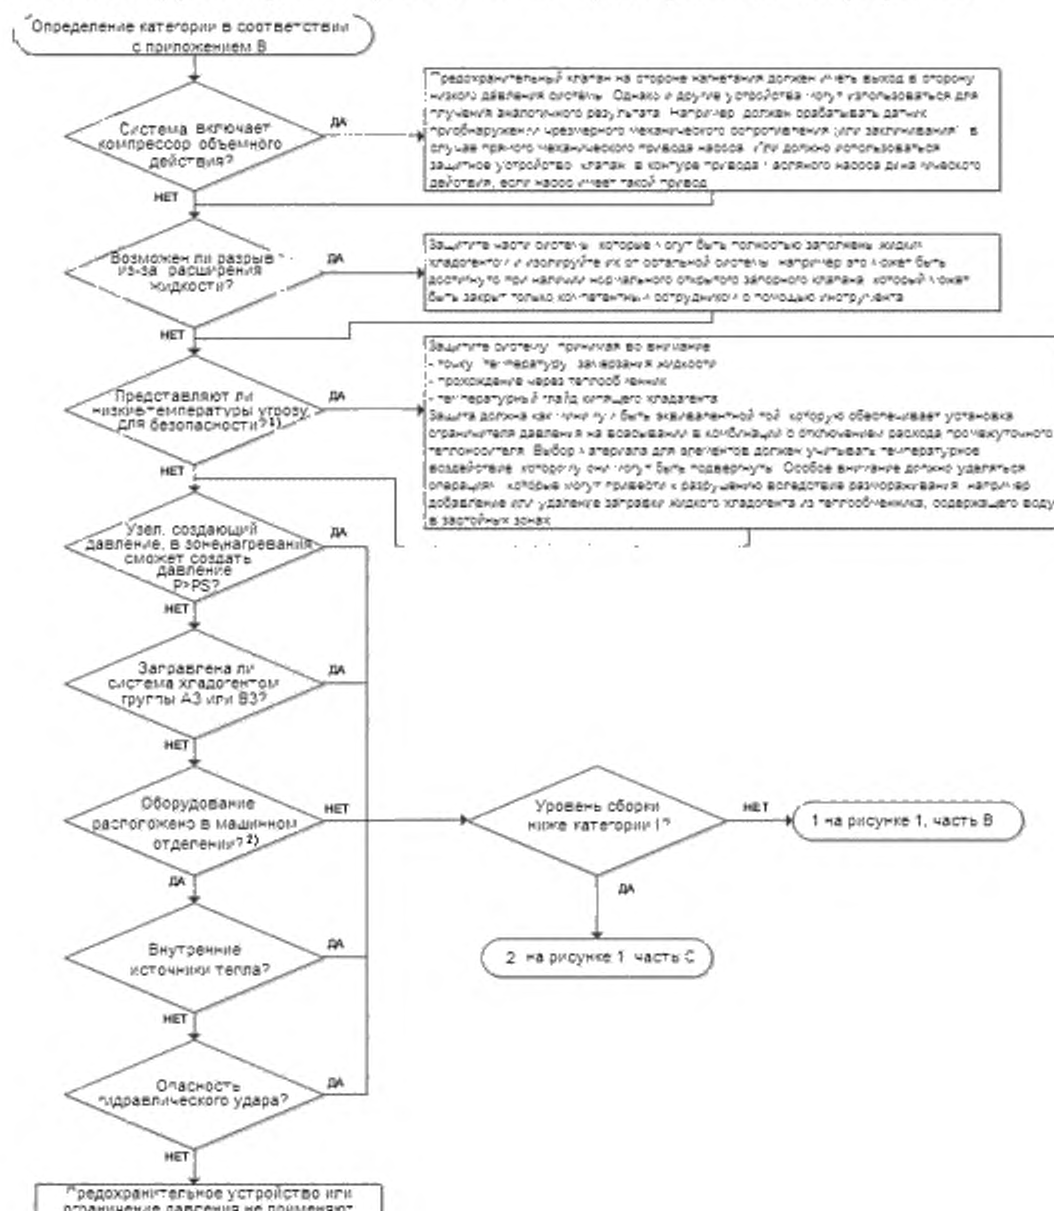 Определение категории в соответствии
с приложением В
Система включает
компрессор объемного
действия?
ДА
НЕТ
Предохранительный клапан на стороне нагнетания должен иметь выход в сторону
низкого давления системы. Однако и другие устройства могут использоваться для
получения аналогичного результата. Например должен срабатывать датчик
чрезмерного механического сопротивления (или заклинивания) в
случае прямого механического привода насоса. Или должно использоваться
защитное устройство клапан в контуре привода масляного насоса динамического
действия, если насос имеет такой привод
Возможен ли разрыв
из-за расширения
жидкости?
ДА
НЕТ
Защитите части системы которые могут быть полностью заполнены жидким
хладагентом и изолируйте их от остальной системы например это может быть
достигнуто при наличии нормального открытого запорного клапана который может
быть закрыт только компетентным сотрудником с помощью инструмента
Представляют ли
низкие температуры угрозу
для безопасности?1)
ДА
НЕТ
Защитите систему принимая во внимание
- точку температуру замерзания жидкости
- прохождение через теплообменник
- температурный глайд кипящего хладагента
Защита должна как минимум быть эквивалентной той которую обеспечивает установка
ограничителя давления на всасывании в комбинации с отключением расхода промежуточного
теплоносителя. Выбор материала для элементов должен учитывать температурное
воздействие которому они могут быть подвергнуты. Особое внимание должно уделяться
операциям которые могут привести к разрушению вследствие размораживания например
добавление или удаление заправки жидкого хладагента из теплообменника, содержащего воду
в застойных зонах
Узел, создающий
давление, в зоне нагревания
сможет создать
давление
P>PS?
ДА
НЕТ
Заправлена ли
система хладагентом
группы А3 или В3?
ДА
НЕТ
Оборудование
расположено в машинном
отделении?2)
НЕТ
ДА
Уровень сборки
ниже категории I?
НЕТ
1 на рисунке 1, часть В
ДА
2 на рисунке 1 часть С
Внутренние
источники тепла?
ДА
НЕТ
Опасность
гидравлического удара?
ДА
НЕТ
Предохранительное устройство или
ограничение давления не применяют